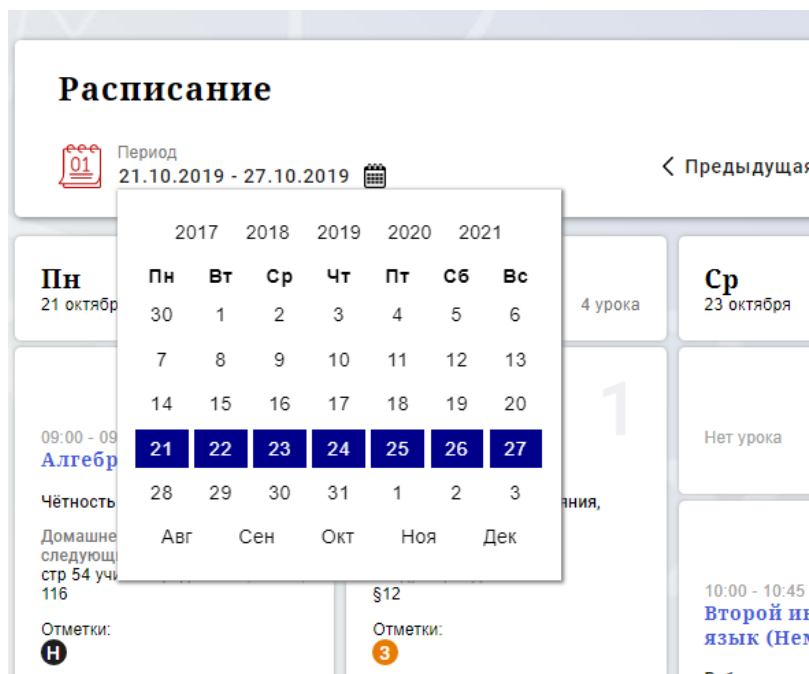 Расписание
01
Период
21.10.2019 - 27.10.2019
Предыдущая
2017 2018 2019 2020 2021
Пн Вт Ср Чт Пт Сб Вс
30 1 2 3 4 5 6
7 8 9 10 11 12 13
14 15 16 17 18 19 20
21 22 23 24 25 26 27
28 29 30 31 1 2 3
Авг Сен Окт Ноя Дек
Пн
21 октябр
09:00 - 09
Алгебр
Чётность
Домашне
следующ
стр 54 уч
116
Отметки:
Н
4 урока
1
яния,
§12
Отметки:
3
Ср
23 октября
Нет урока
10:00 - 10:45
Второй ин
язык (Нем